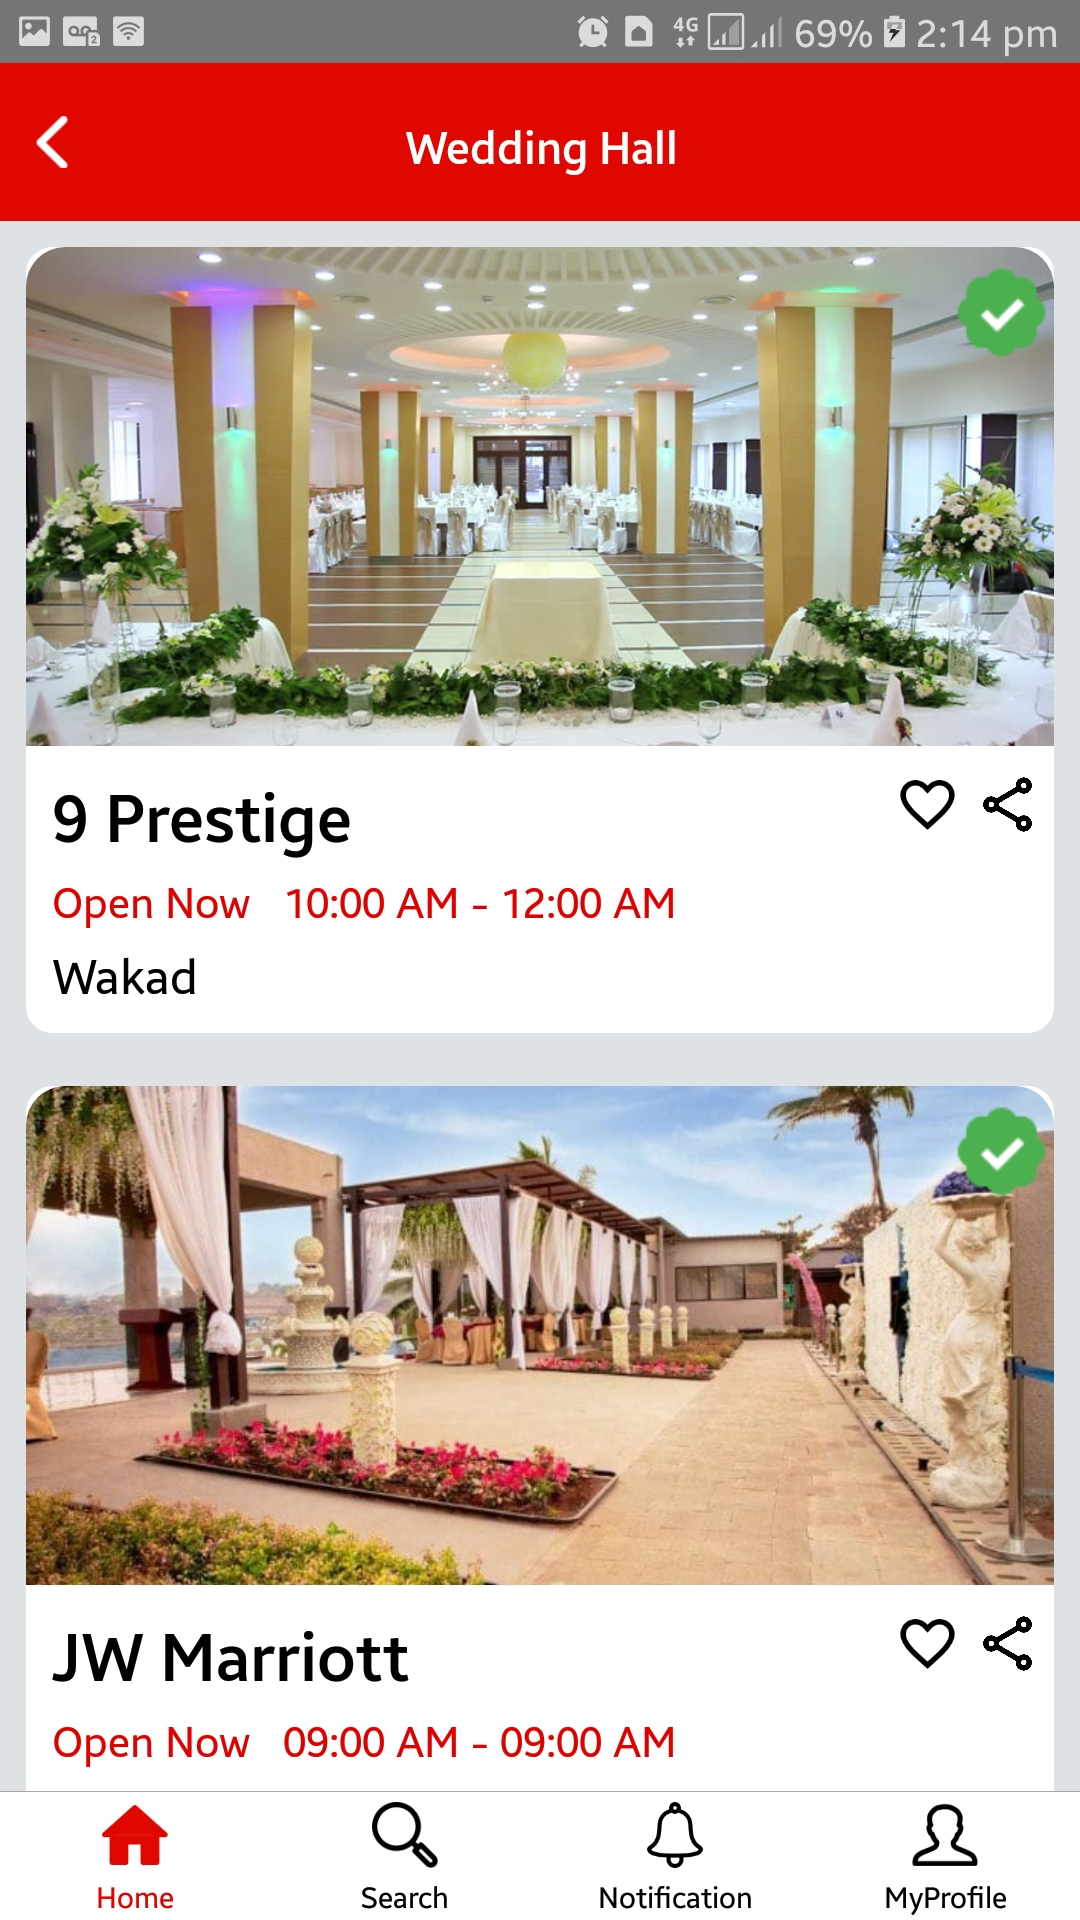 4G 69% 2:14 pm
Wedding Hall
9 Prestige
Open Now 10:00 AM - 12:00 AM
Wakad
JW Marriott
Open Now 09:00 AM - 09:00 AM
Home Search Notification MyProfile